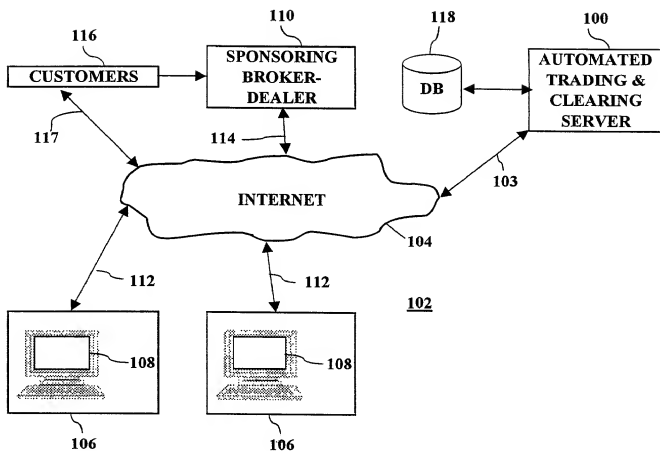 116
110
118
100
CUSTOMERS
SPONSORING
BROKER-
DEALER
DB
AUTOMATED
TRADING &
CLEARING
SERVER
117
114
103
INTERNET
104
112
112
102
108
108
106
106